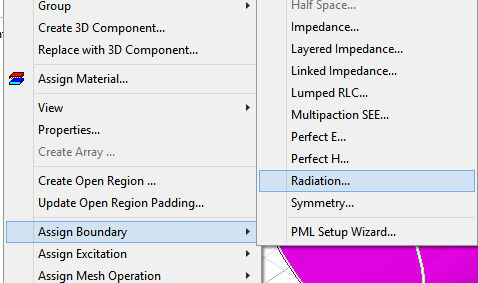 Group
Create 3D Component...
Replace with 3D Component...
Assign Material...
View
Properties...
Create Array ...
Create Open Region ...
Update Open Region Padding...
Assign Boundary
Assign Excitation
Assign Mesh Operation
Half Space...
Impedance...
Layered Impedance...
Linked Impedance...
Lumped RLC...
Multipaction SEE...
Perfect E...
Perfect H...
Radiation...
Symmetry...
PML Setup Wizard...